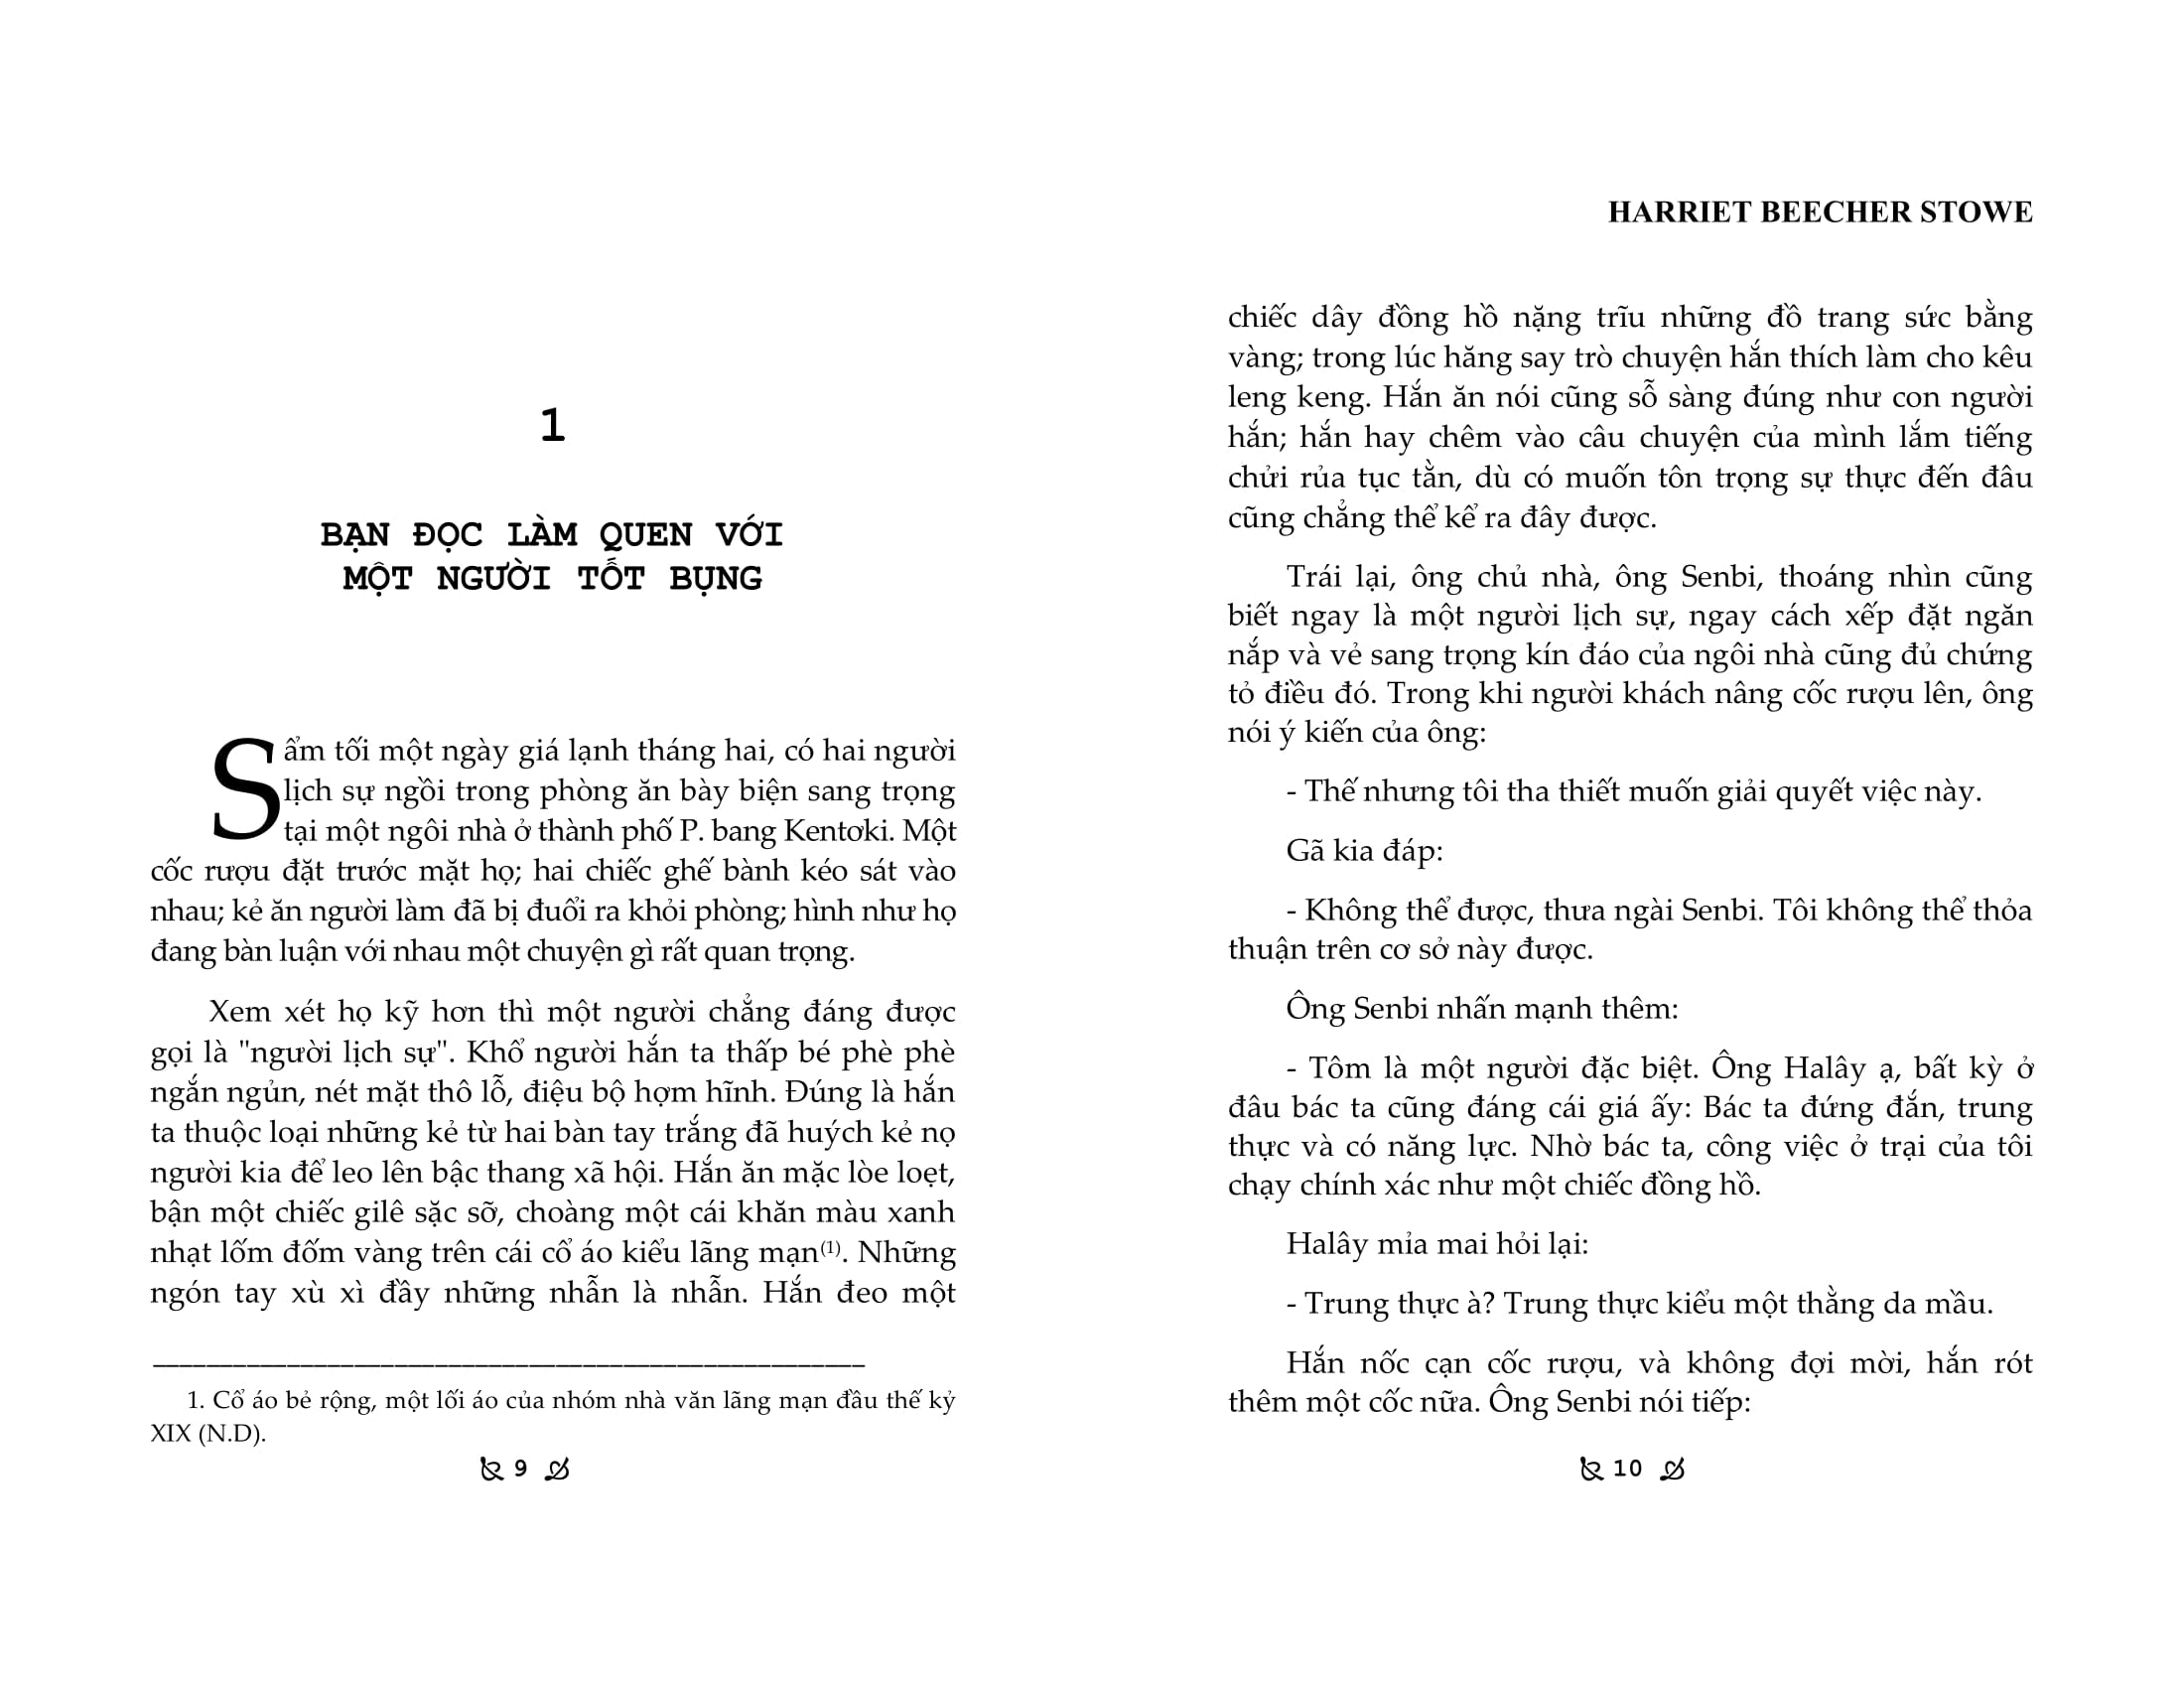 1
BẠN ĐỌC LÀM QUEN VỚI
MỘT NGƯỜI TỐT BỤNG
Sẩm tối một ngày giá lạnh tháng hai, có hai người
lịch sự ngồi trong phòng ăn bày biện sang trọng
tại một ngôi nhà ở thành phố P. bang Kentơki. Một
cốc rượu đặt trước mặt họ; hai chiếc ghế bành kéo sát vào
nhau; kẻ ăn người làm đã bị đuổi ra khỏi phòng; hình như họ
đang bàn luận với nhau một chuyện gì rất quan trọng.
Xem xét họ kỹ hơn thì một người chẳng đáng được
gọi là "người lịch sự". Khổ người hắn ta thấp bé phè phè
ngắn ngủn, nét mặt thô lỗ, điệu bộ hợm hĩnh. Đúng là hắn
ta thuộc loại những kẻ từ hai bàn tay trắng đã huých kẻ nọ
người kia để leo lên bậc thang xã hội. Hắn ăn mặc lòe loẹt,
bận một chiếc gilê sặc sỡ, choàng một cái khăn màu xanh
nhạt lốm đốm vàng trên cái cổ áo kiểu lãng mạn(1). Những
ngón tay xù xì đầy những nhẫn là nhẫn. Hắn đeo một
1. Cổ áo bẻ rộng, một lối áo của nhóm nhà văn lãng mạn đầu thế kỷ
XIX (N.D).
9
HARRIET BEECHER STOWE
chiếc dây đồng hồ nặng trĩu những đồ trang sức bằng
vàng; trong lúc hăng say trò chuyện hắn thích làm cho kêu
leng keng. Hắn ăn nói cũng sỗ sàng đúng như con người
hắn; hắn hay chêm vào câu chuyện của mình lắm tiếng
chửi rủa tục tằn, dù có muốn tôn trọng sự thực đến đâu
cũng chẳng thể kể ra đây được.
Trái lại, ông chủ nhà, ông Senbi, thoáng nhìn cũng
biết ngay là một người lịch sự, ngay cách xếp đặt ngăn
nắp và vẻ sang trọng kín đáo của ngôi nhà cũng đủ chứng
tỏ điều đó. Trong khi người khách nâng cốc rượu lên, ông
nói ý kiến của ông:
- Thế nhưng tôi tha thiết muốn giải quyết việc này.
Gã kia đáp:
- Không thể được, thưa ngài Senbi. Tôi không thể thỏa
thuận trên cơ sở này được.
Ông Senbi nhấn mạnh thêm:
- Tôm là một người đặc biệt. Ông Halây ạ, bất kỳ ở
đâu bác ta cũng đáng cái giá ấy: Bác ta đứng đắn, trung
thực và có năng lực. Nhờ bác ta, công việc ở trại của tôi
chạy chính xác như một chiếc đồng hồ.
Halây mỉa mai hỏi lại:
- Trung thực à? Trung thực kiểu một thằng da mầu.
Hắn nốc cạn cốc rượu, và không đợi mời, hắn rót
thêm một cốc nữa. Ông Senbi nói tiếp:
10